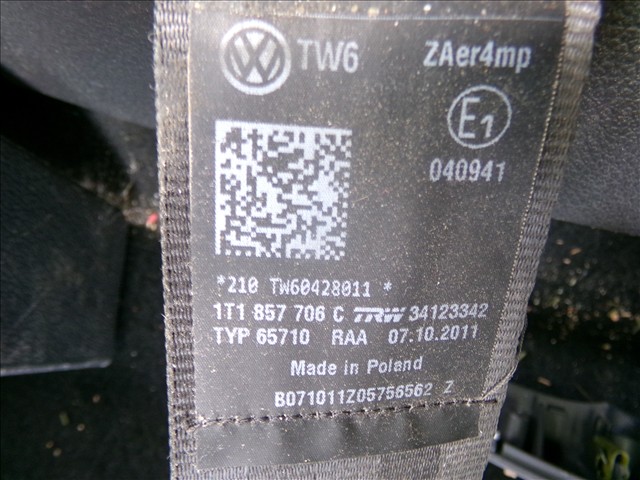 TW6 ZAer4mp
E1
040941
*210 TW60428011 *
1T1 857 706 C TRW 34123342
TYP 65710 RAA 07.10.2011
Made in Poland
B071011Z05756562 Z